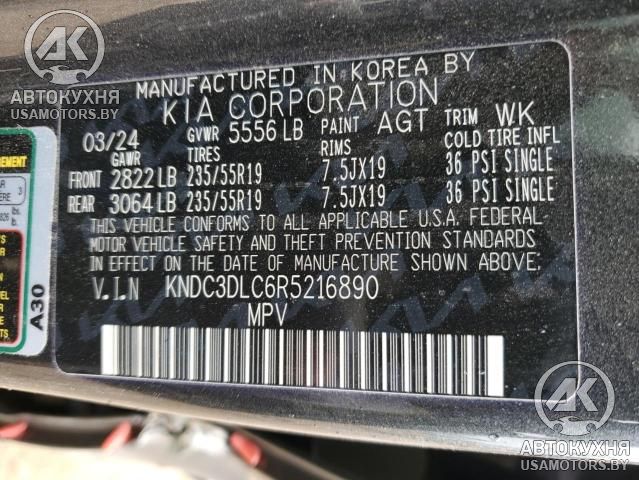 AK
АВТОКУХНЯ
USAMOTORS.BY
MANUFACTURED IN KOREA BY
KIA CORPORATION
03/24 GVWR 5556 LB PAINT AGT TRIM WK
GAWR TIRES RIMS COLD TIRE INFL
FRONT 2822 LB 235/55R19 7.5JX19 36 PSI SINGLE
REAR 3064 LB 235/55R19 7.5JX19 36 PSI SINGLE
THIS VEHICLE CONFORMS TO ALL APPLICABLE U.S.A. FEDERAL
MOTOR VEHICLE SAFETY AND THEFT PREVENTION STANDARDS
IN EFFECT ON THE DATE OF MANUFACTURE SHOWN ABOVE.
V.I.N KNDC3DLC6R5216890
MPV
A30
AK
АВТОКУХНЯ
USAMOTORS.BY